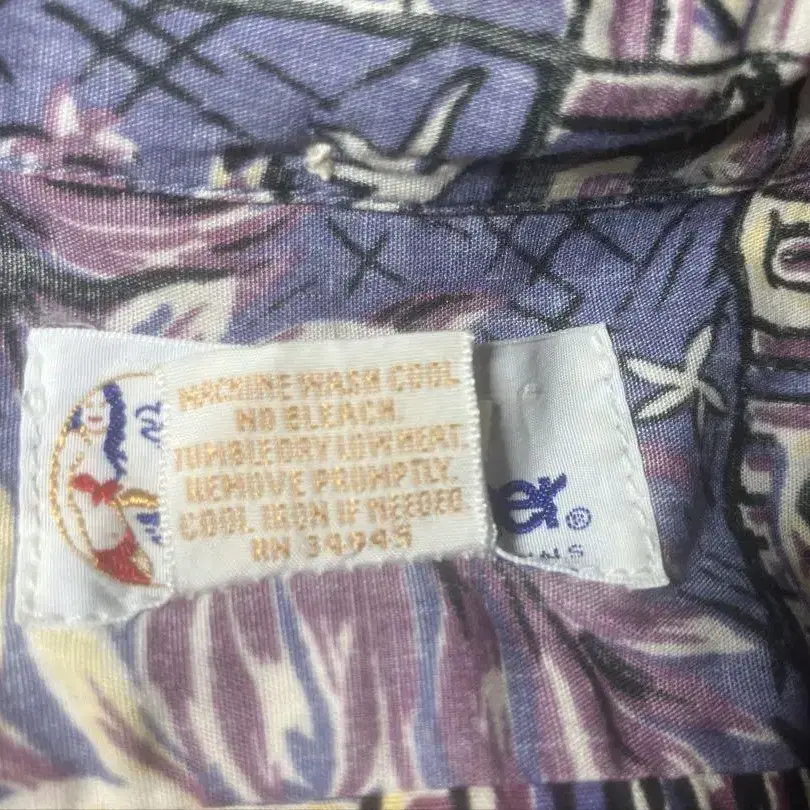 MACHINE WASH COOL
NO BLEACH.
TUMBLE DRY LOW HEAT.
REMOVE PROMPTLY.
COOL IRON IF NEEDED
RN 34945
®